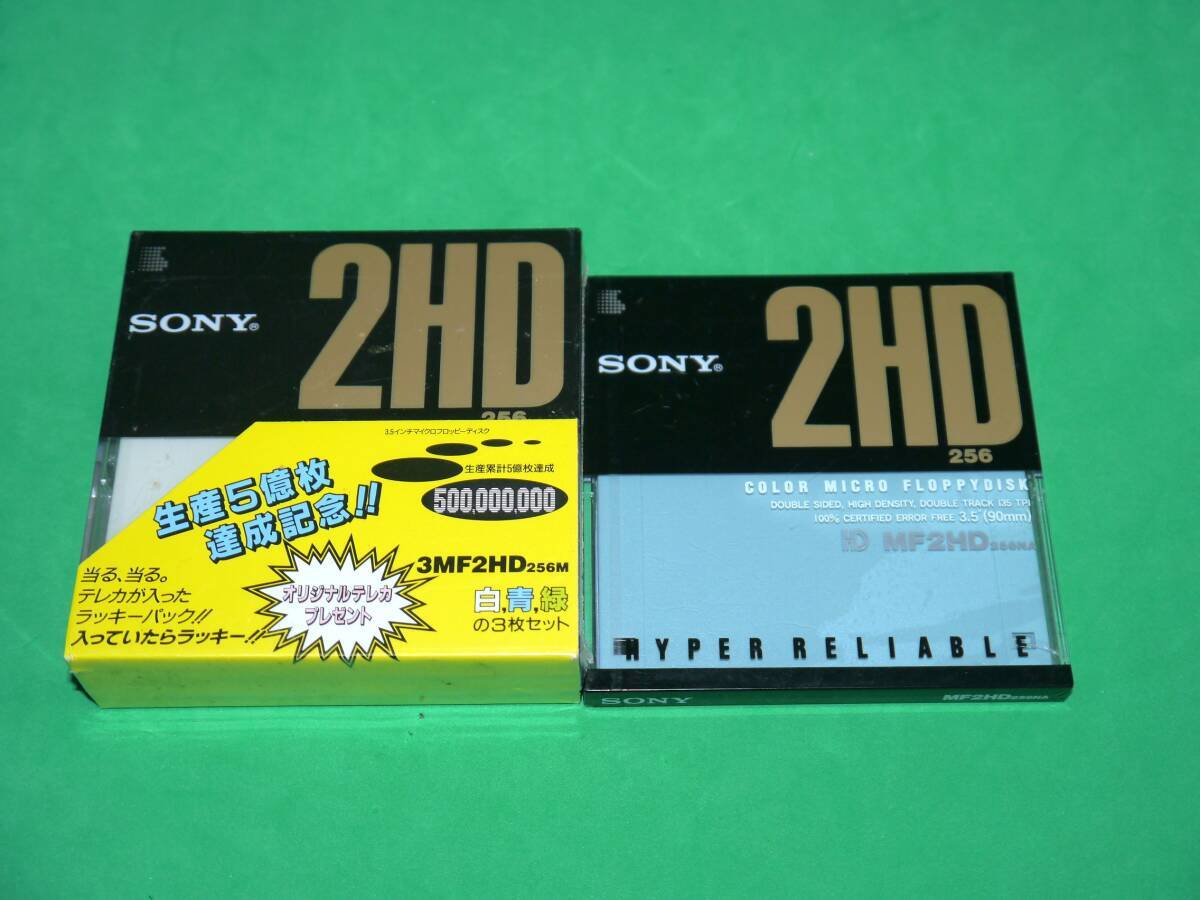 SONY®
2HD
256
3.5インチマイクロフロッピーディスク
生産累計5億枚達成
500,000,000
生産5億枚
達成記念!!
3MF2HD256M
白,青,緑
の3枚セット
オリジナルテレカ
プレゼント
当る、当る。
テレカが入った
ラッキーパック!!
入っていたらラッキー!!
SONY®
2HD
256
COLOR MICRO FLOPPYDISK
DOUBLE SIDED, HIGH DENSITY, DOUBLE TRACK 135 TPI
100% CERTIFIED ERROR FREE 3.5"(90mm)
HD MF2HD256NA
HYPER RELIABLE
SONY
MF2HD256NA